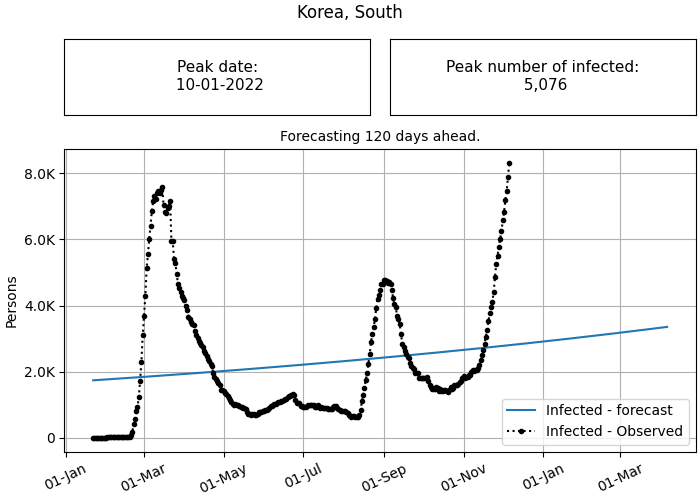 Korea, South
Peak date:
10-01-2022
Peak number of infected:
5,076
Forecasting 120 days ahead.
8.0K
6.0K
4.0K
2.0K
0
Persons
Infected - forecast
Infected - Observed
01-Jan
01-Mar
01-May
01-Jul
01-Sep
01-Nov
01-Jan
01-Mar